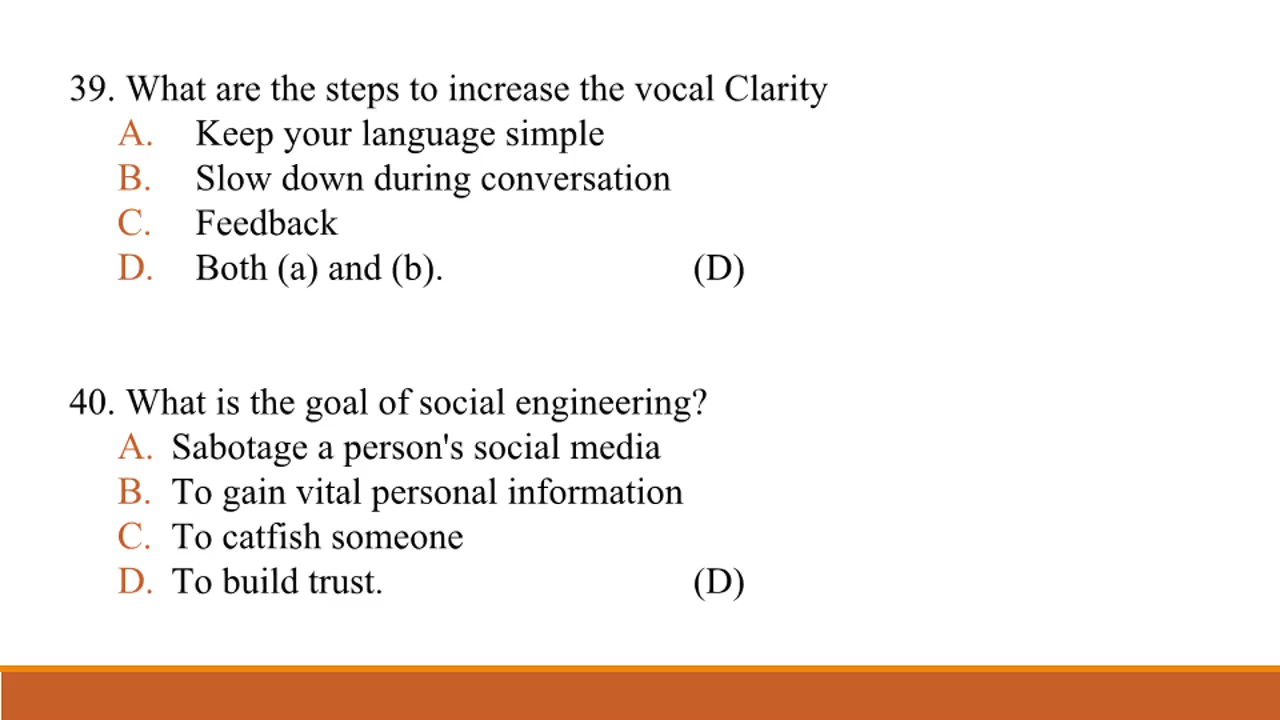 39. What are the steps to increase the vocal Clarity
A. Keep your language simple
B. Slow down during conversation
C. Feedback
D. Both (a) and (b). (D)
40. What is the goal of social engineering?
A. Sabotage a person's social media
B. To gain vital personal information
C. To catfish someone
D. To build trust. (D)